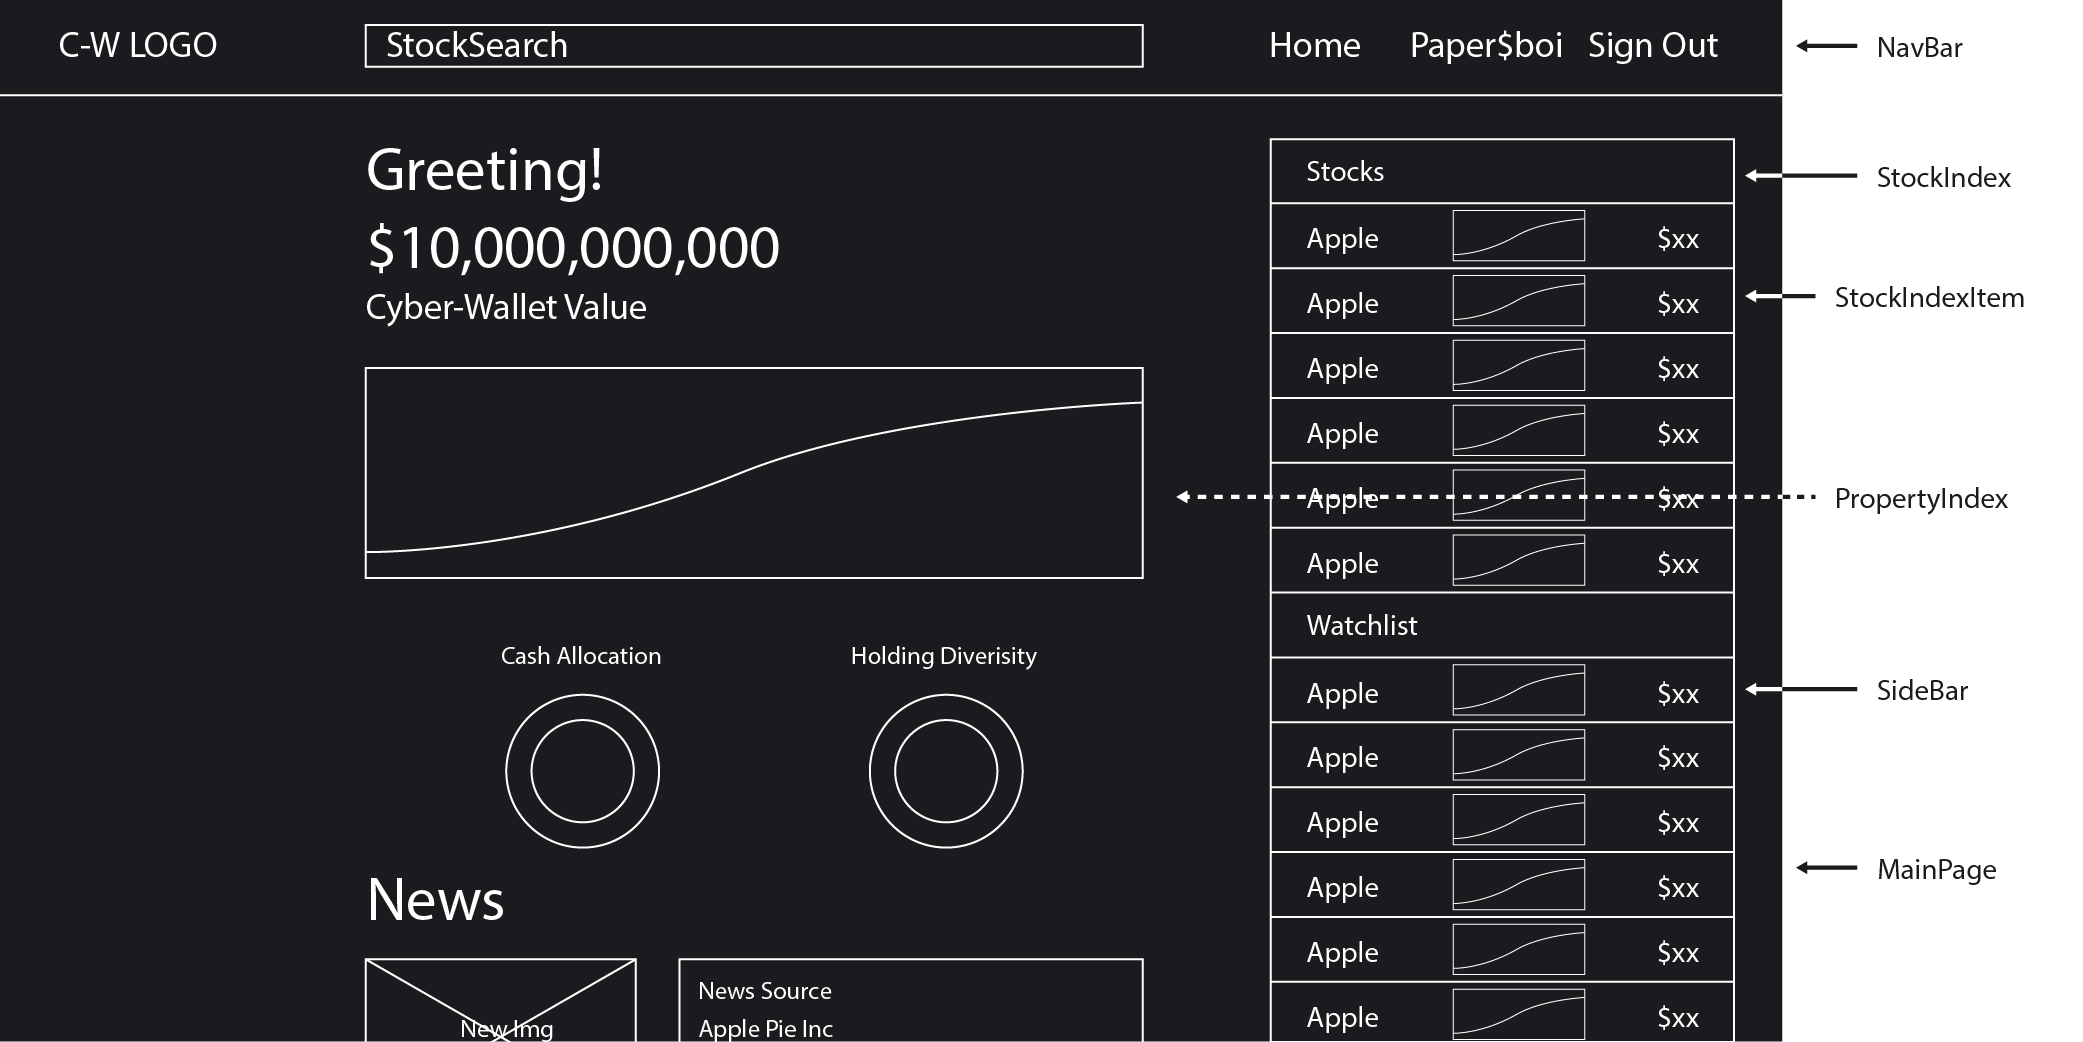 C-W LOGO
StockSearch
Home
Paper$boi
Sign Out
NavBar
Greeting!
$10,000,000,000
Cyber-Wallet Value
Cash Allocation
Holding Diverisity
News
New Img
News Source
Apple Pie Inc
Stocks
Apple $xx
Apple $xx
Apple $xx
Apple $xx
Apple $xx
Apple $xx
Watchlist
Apple $xx
Apple $xx
Apple $xx
Apple $xx
Apple $xx
Apple $xx
StockIndex
StockIndexItem
PropertyIndex
SideBar
MainPage